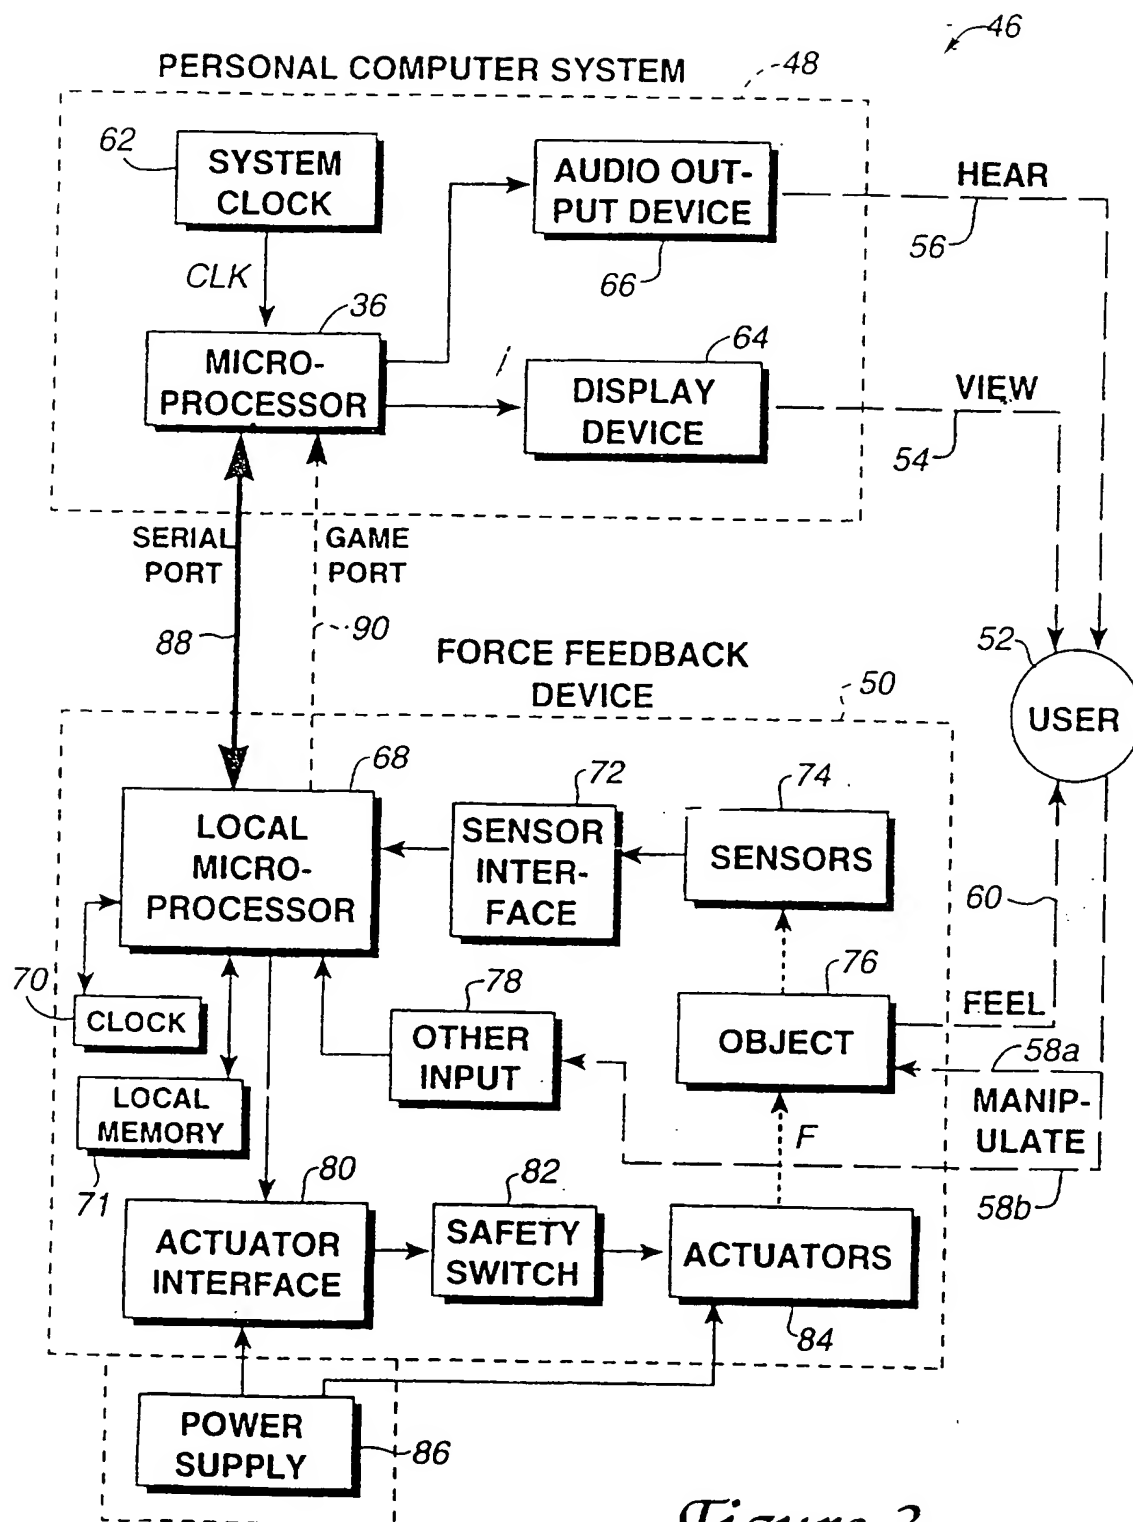 46
PERSONAL COMPUTER SYSTEM
48
62
SYSTEM
CLOCK
AUDIO OUT-
PUT DEVICE
HEAR
56
CLK
66
36
64
MICRO-
PROCESSOR
DISPLAY
DEVICE
VIEW
54
SERIAL
PORT
GAME
PORT
88
90
FORCE FEEDBACK
DEVICE
50
52
USER
68
72
74
LOCAL
MICRO-
PROCESSOR
SENSOR
INTER-
FACE
SENSORS
60
70
CLOCK
78
76
OTHER
INPUT
OBJECT
FEEL
58a
LOCAL
MEMORY
71
MANIP-
ULATE
F
58b
80
82
ACTUATOR
INTERFACE
SAFETY
SWITCH
ACTUATORS
84
POWER
SUPPLY
86
Figure 2